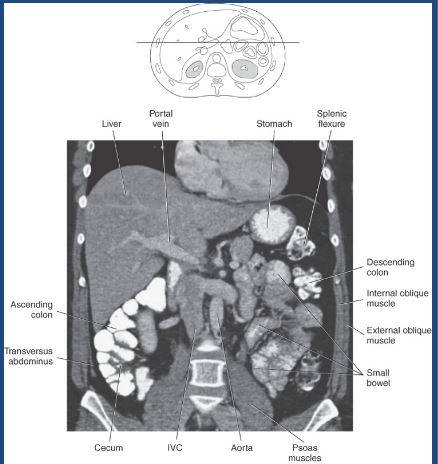 Portal
vein
Splenic
flexure
Liver
Stomach
Descending
colon
Internal oblique
muscle
External oblique
muscle
Small
bowel
Ascending
colon
Transversus
abdominus
Cecum
IVC
Aorta
Psoas
muscles